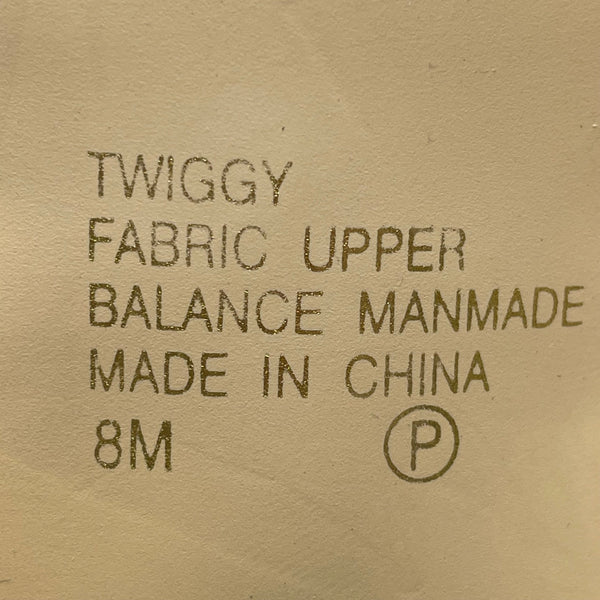 TWIGGY
FABRIC UPPER
BALANCE MANMADE
MADE IN CHINA
8M Ⓟ